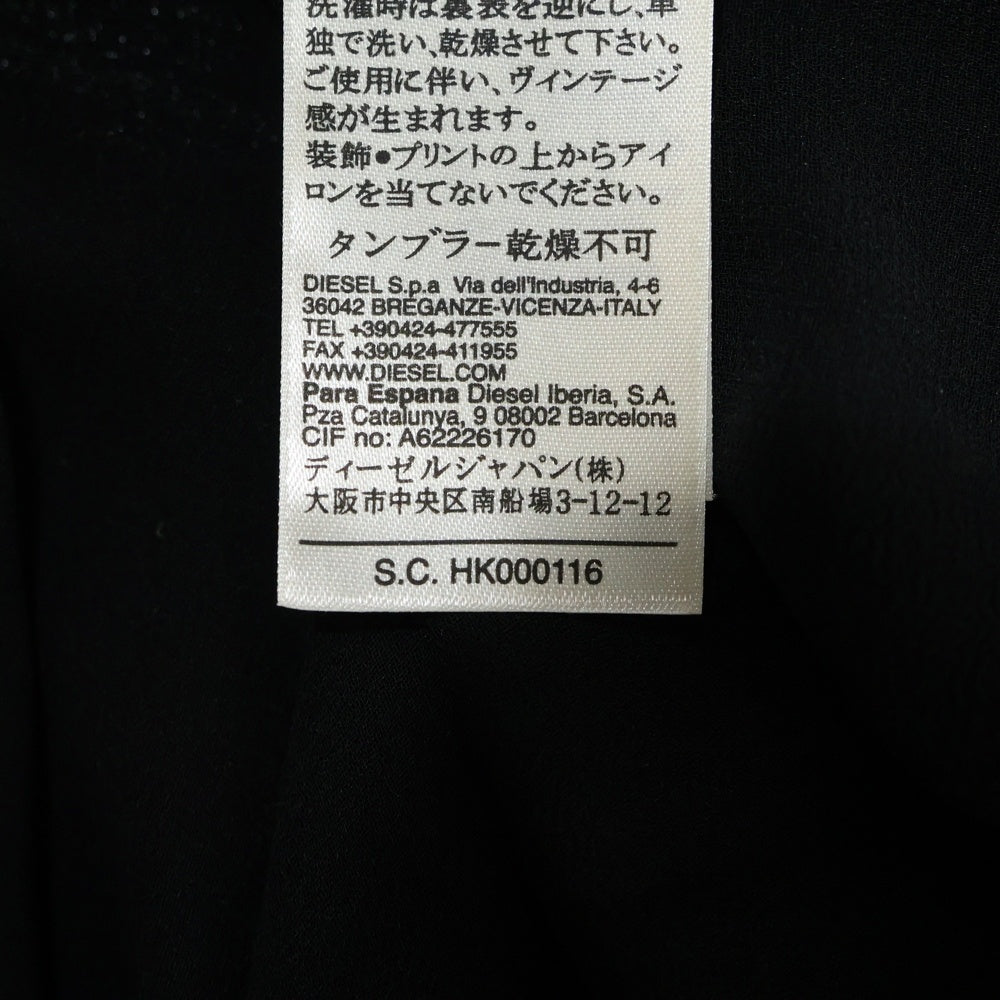 洗濯時は裏表を逆にし、単
独で洗い、乾燥させて下さい。
ご使用に伴い、ヴィンテージ
感が生まれます。
装飾●プリントの上からアイ
ロンを当てないでください。
タンブラー乾燥不可
DIESEL S.p.a Via dell'Industria, 4-6
36042 BREGANZE-VICENZA-ITALY
TEL +390424-477555
FAX +390424-411955
WWW.DIESEL.COM
Para Espana Diesel Iberia, S.A.
Pza Catalunya, 9 08002 Barcelona
CIF no: A62226170
ディーゼルジャパン(株)
大阪市中央区南船場3-12-12
S.C. HK000116